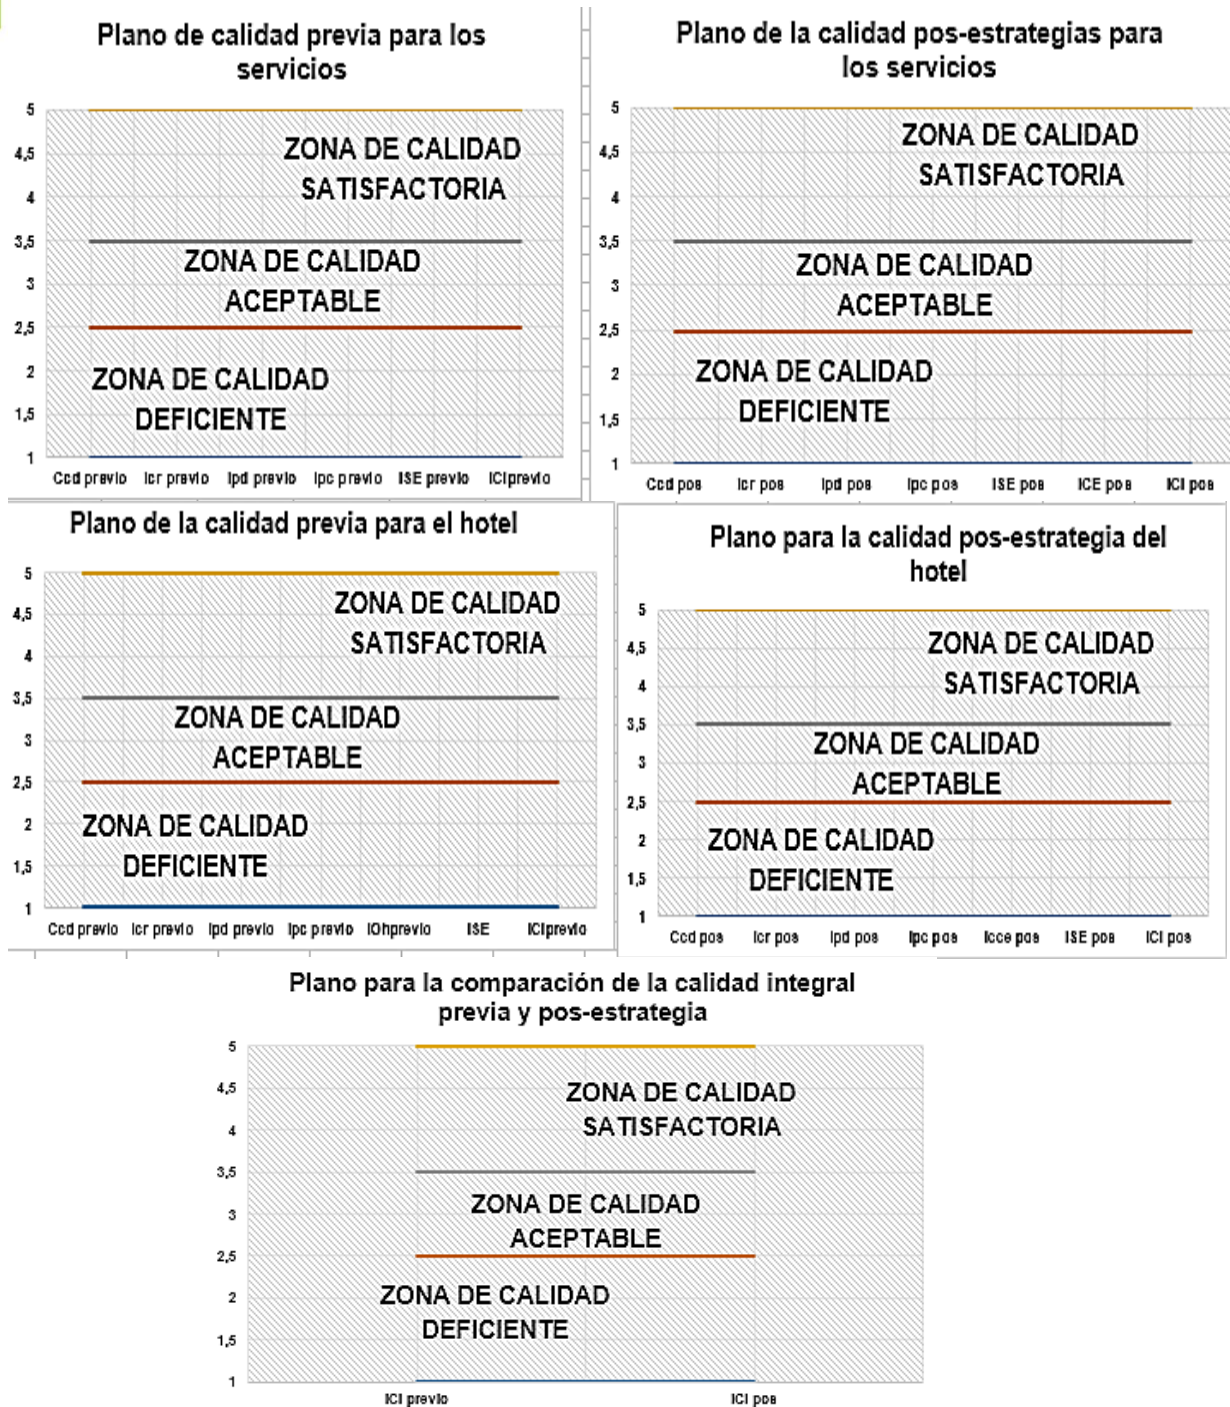 Plano de calidad previa para los
servicios
5
4,5
4
3,5
3
2,5
2
1,5
1
ZONA DE CALIDAD
SATISFACTORIA
ZONA DE CALIDAD
ACEPTABLE
ZONA DE CALIDAD
DEFICIENTE
Ccd previo Icr previo Ipd previo Ipc previo ISE previo ICIprevio
Plano de la calidad pos-estrategias para
los servicios
5
4,5
4
3,5
3
2,5
2
1,5
1
ZONA DE CALIDAD
SATISFACTORIA
ZONA DE CALIDAD
ACEPTABLE
ZONA DE CALIDAD
DEFICIENTE
Ccd pos Icr pos Ipd pos Ipc pos ISE pos ICE pos ICI pos
Plano de la calidad previa para el hotel
5
4,5
4
3,5
3
2,5
2
1,5
1
ZONA DE CALIDAD
SATISFACTORIA
ZONA DE CALIDAD
ACEPTABLE
ZONA DE CALIDAD
DEFICIENTE
Ccd previo Icr previo Ipd previo Ipc previo IOhprevio ISE ICIprevio
Plano para la calidad pos-estrategia del
hotel
5
4,5
4
3,5
3
2,5
2
1,5
1
ZONA DE CALIDAD
SATISFACTORIA
ZONA DE CALIDAD
ACEPTABLE
ZONA DE CALIDAD
DEFICIENTE
Ccd pos Icr pos Ipd pos Ipc pos Icce pos ISE pos ICI pos
Plano para la comparación de la calidad integral
previa y pos-estrategia
5
4,5
4
3,5
3
2,5
2
1,5
1
ZONA DE CALIDAD
SATISFACTORIA
ZONA DE CALIDAD
ACEPTABLE
ZONA DE CALIDAD
DEFICIENTE
ICI previo ICI pos